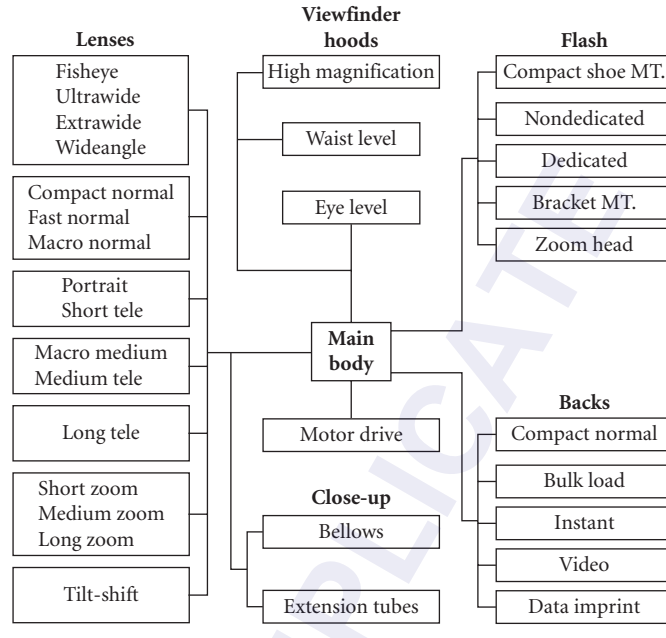 Lenses
Fisheye
Ultrawide
Extrawide
Wideangle
Compact normal
Fast normal
Macro normal
Portrait
Short tele
Macro medium
Medium tele
Long tele
Short zoom
Medium zoom
Long zoom
Tilt-shift
Viewfinder
hoods
High magnification
Waist level
Eye level
Main
body
Motor drive
Close-up
Bellows
Extension tubes
Flash
Compact shoe MT.
Nondedicated
Dedicated
Bracket MT.
Zoom head
Backs
Compact normal
Bulk load
Instant
Video
Data imprint
PLICATE